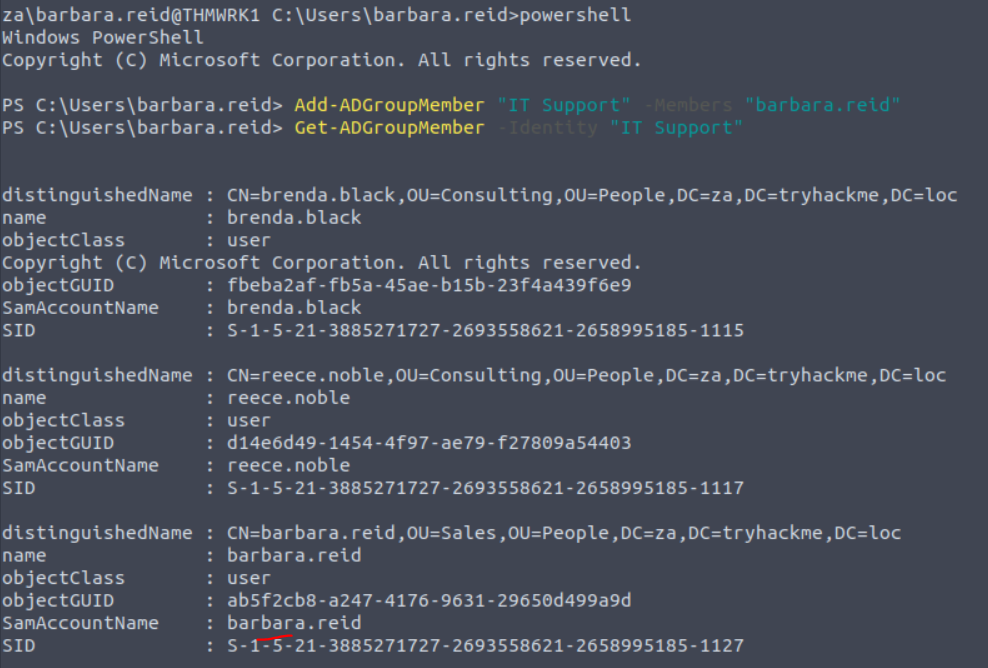 za\barbara.reid@THMWRK1 C:\Users\barbara.reid>powershell
Windows PowerShell
Copyright (C) Microsoft Corporation. All rights reserved.
PS C:\Users\barbara.reid> Add-ADGroupMember "IT Support" -Members "barbara.reid"
PS C:\Users\barbara.reid> Get-ADGroupMember -Identity "IT Support"
distinguishedName : CN=brenda.black,OU=Consulting,OU=People,DC=za,DC=tryhackme,DC=loc
name : brenda.black
objectClass : user
Copyright (C) Microsoft Corporation. All rights reserved.
objectGUID : fbeba2af-fb5a-45ae-b15b-23f4a439f6e9
SamAccountName : brenda.black
SID : S-1-5-21-3885271727-2693558621-2658995185-1115
distinguishedName : CN=reece.noble,OU=Consulting,OU=People,DC=za,DC=tryhackme,DC=loc
name : reece.noble
objectClass : user
objectGUID : d14e6d49-1454-4f97-ae79-f27809a54403
SamAccountName : reece.noble
SID : S-1-5-21-3885271727-2693558621-2658995185-1117
distinguishedName : CN=barbara.reid,OU=Sales,OU=People,DC=za,DC=tryhackme,DC=loc
name : barbara.reid
objectClass : user
objectGUID : ab5f2cb8-a247-4176-9631-29650d499a9d
SamAccountName : barbara.reid
SID : S-1-5-21-3885271727-2693558621-2658995185-1127